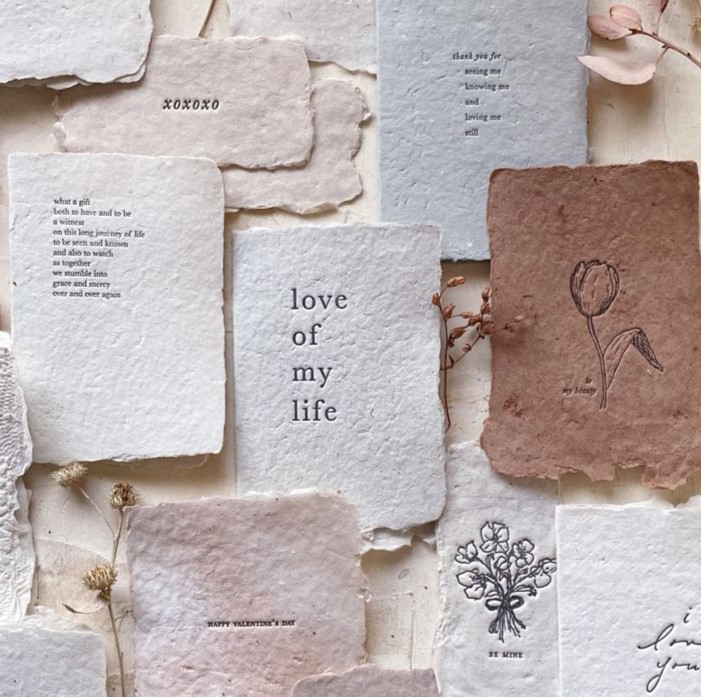 xoxoxo
thank you for
seeing me
knowing me
and
loving me
still
what a gift
both to have and to be
a witness
on this long journey of life
to be seen and known
and also to watch
as together
we stumble into
grace and mercy
over and over again
love
of
my
life
my beauty
HAPPY VALENTINE'S DAY
BE MINE
i
lov
you